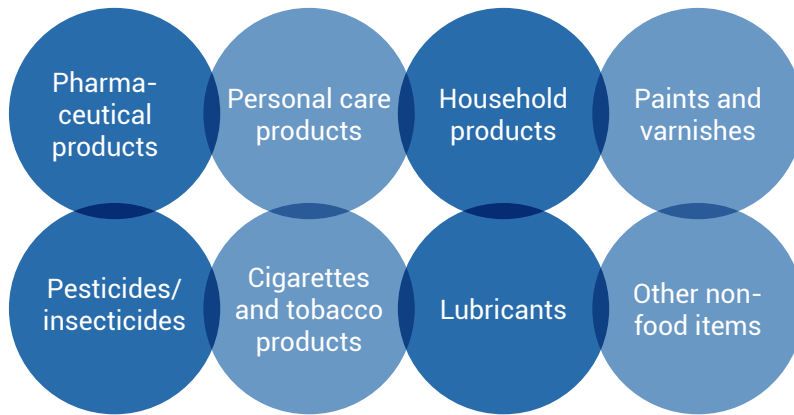 Pharma-
ceutical
products
Personal care
products
Household
products
Paints and
varnishes
Pesticides/
insecticides
Cigarettes
and tobacco
products
Lubricants
Other non-
food items